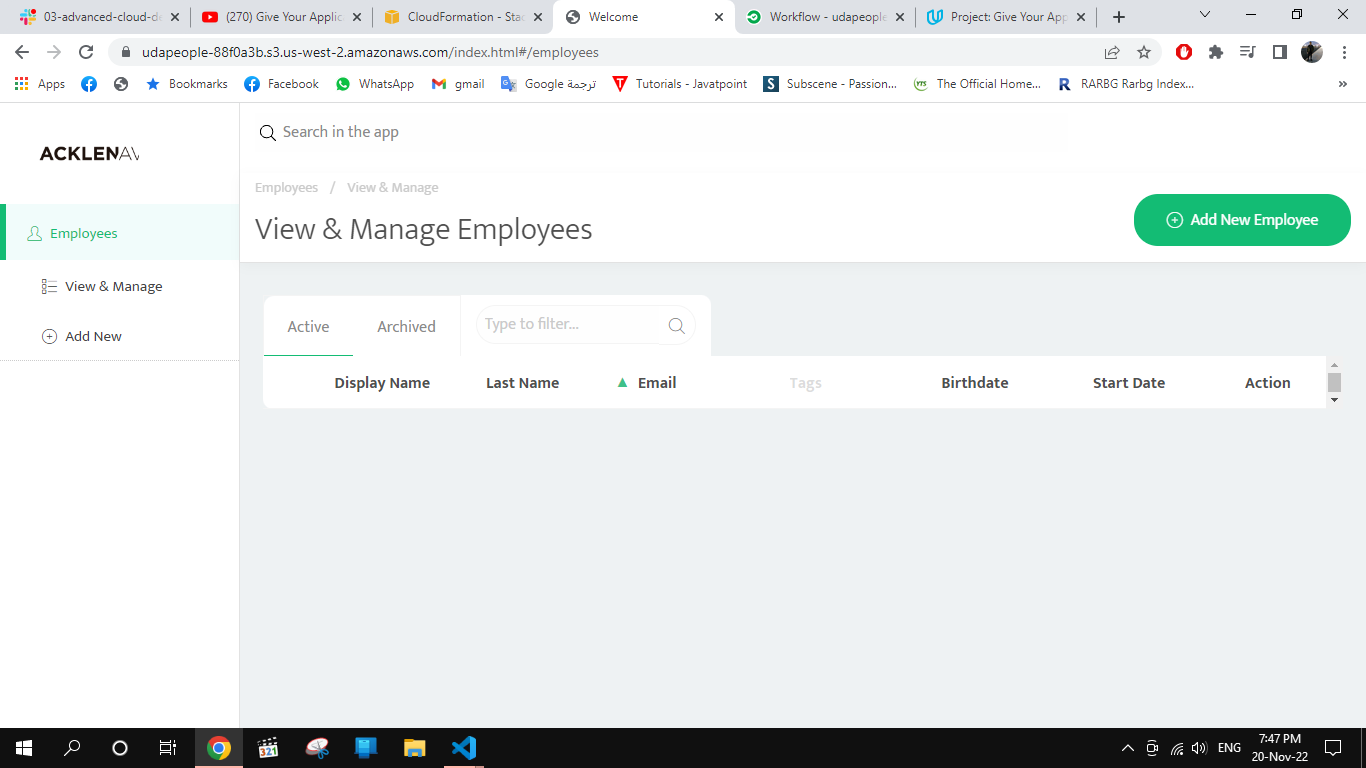 03-advanced-cloud-de
(270) Give Your Applic
CloudFormation - Stac
Welcome
Workflow - udapeople
Project: Give Your App
udapeople-88f0a3b.s3.us-west-2.amazonaws.com/index.html#/employees
Apps
Bookmarks
Facebook
WhatsApp
gmail
Google ترجمة
Tutorials - Javatpoint
Subscene - Passion...
The Official Home...
RARBG Rarbg Index...
»
ACKLENAV
Search in the app
Employees / View & Manage
View & Manage Employees
Add New Employee
Employees
View & Manage
Add New
Active
Archived
Type to filter...
Display Name
Last Name
Email
Tags
Birthdate
Start Date
Action
321
ENG
7:47 PM
20-Nov-22